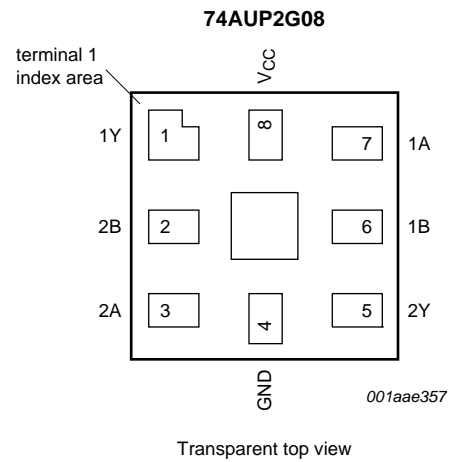 74AUP2G08
terminal 1
index area
VCC
1Y 1 8 7 1A
2B 2 6 1B
2A 3 4 5 2Y
GND
001aae357
Transparent top view